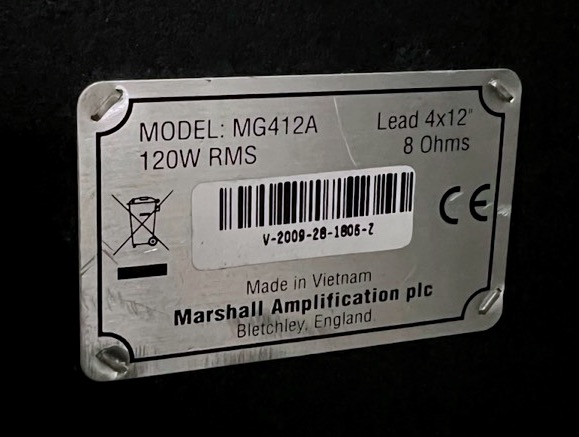 MODEL: MG412A
120W RMS
Lead 4x12"
8 Ohms
CE
V-2009-28-1806-Z
Made in Vietnam
Marshall Amplification plc
Bletchley, England